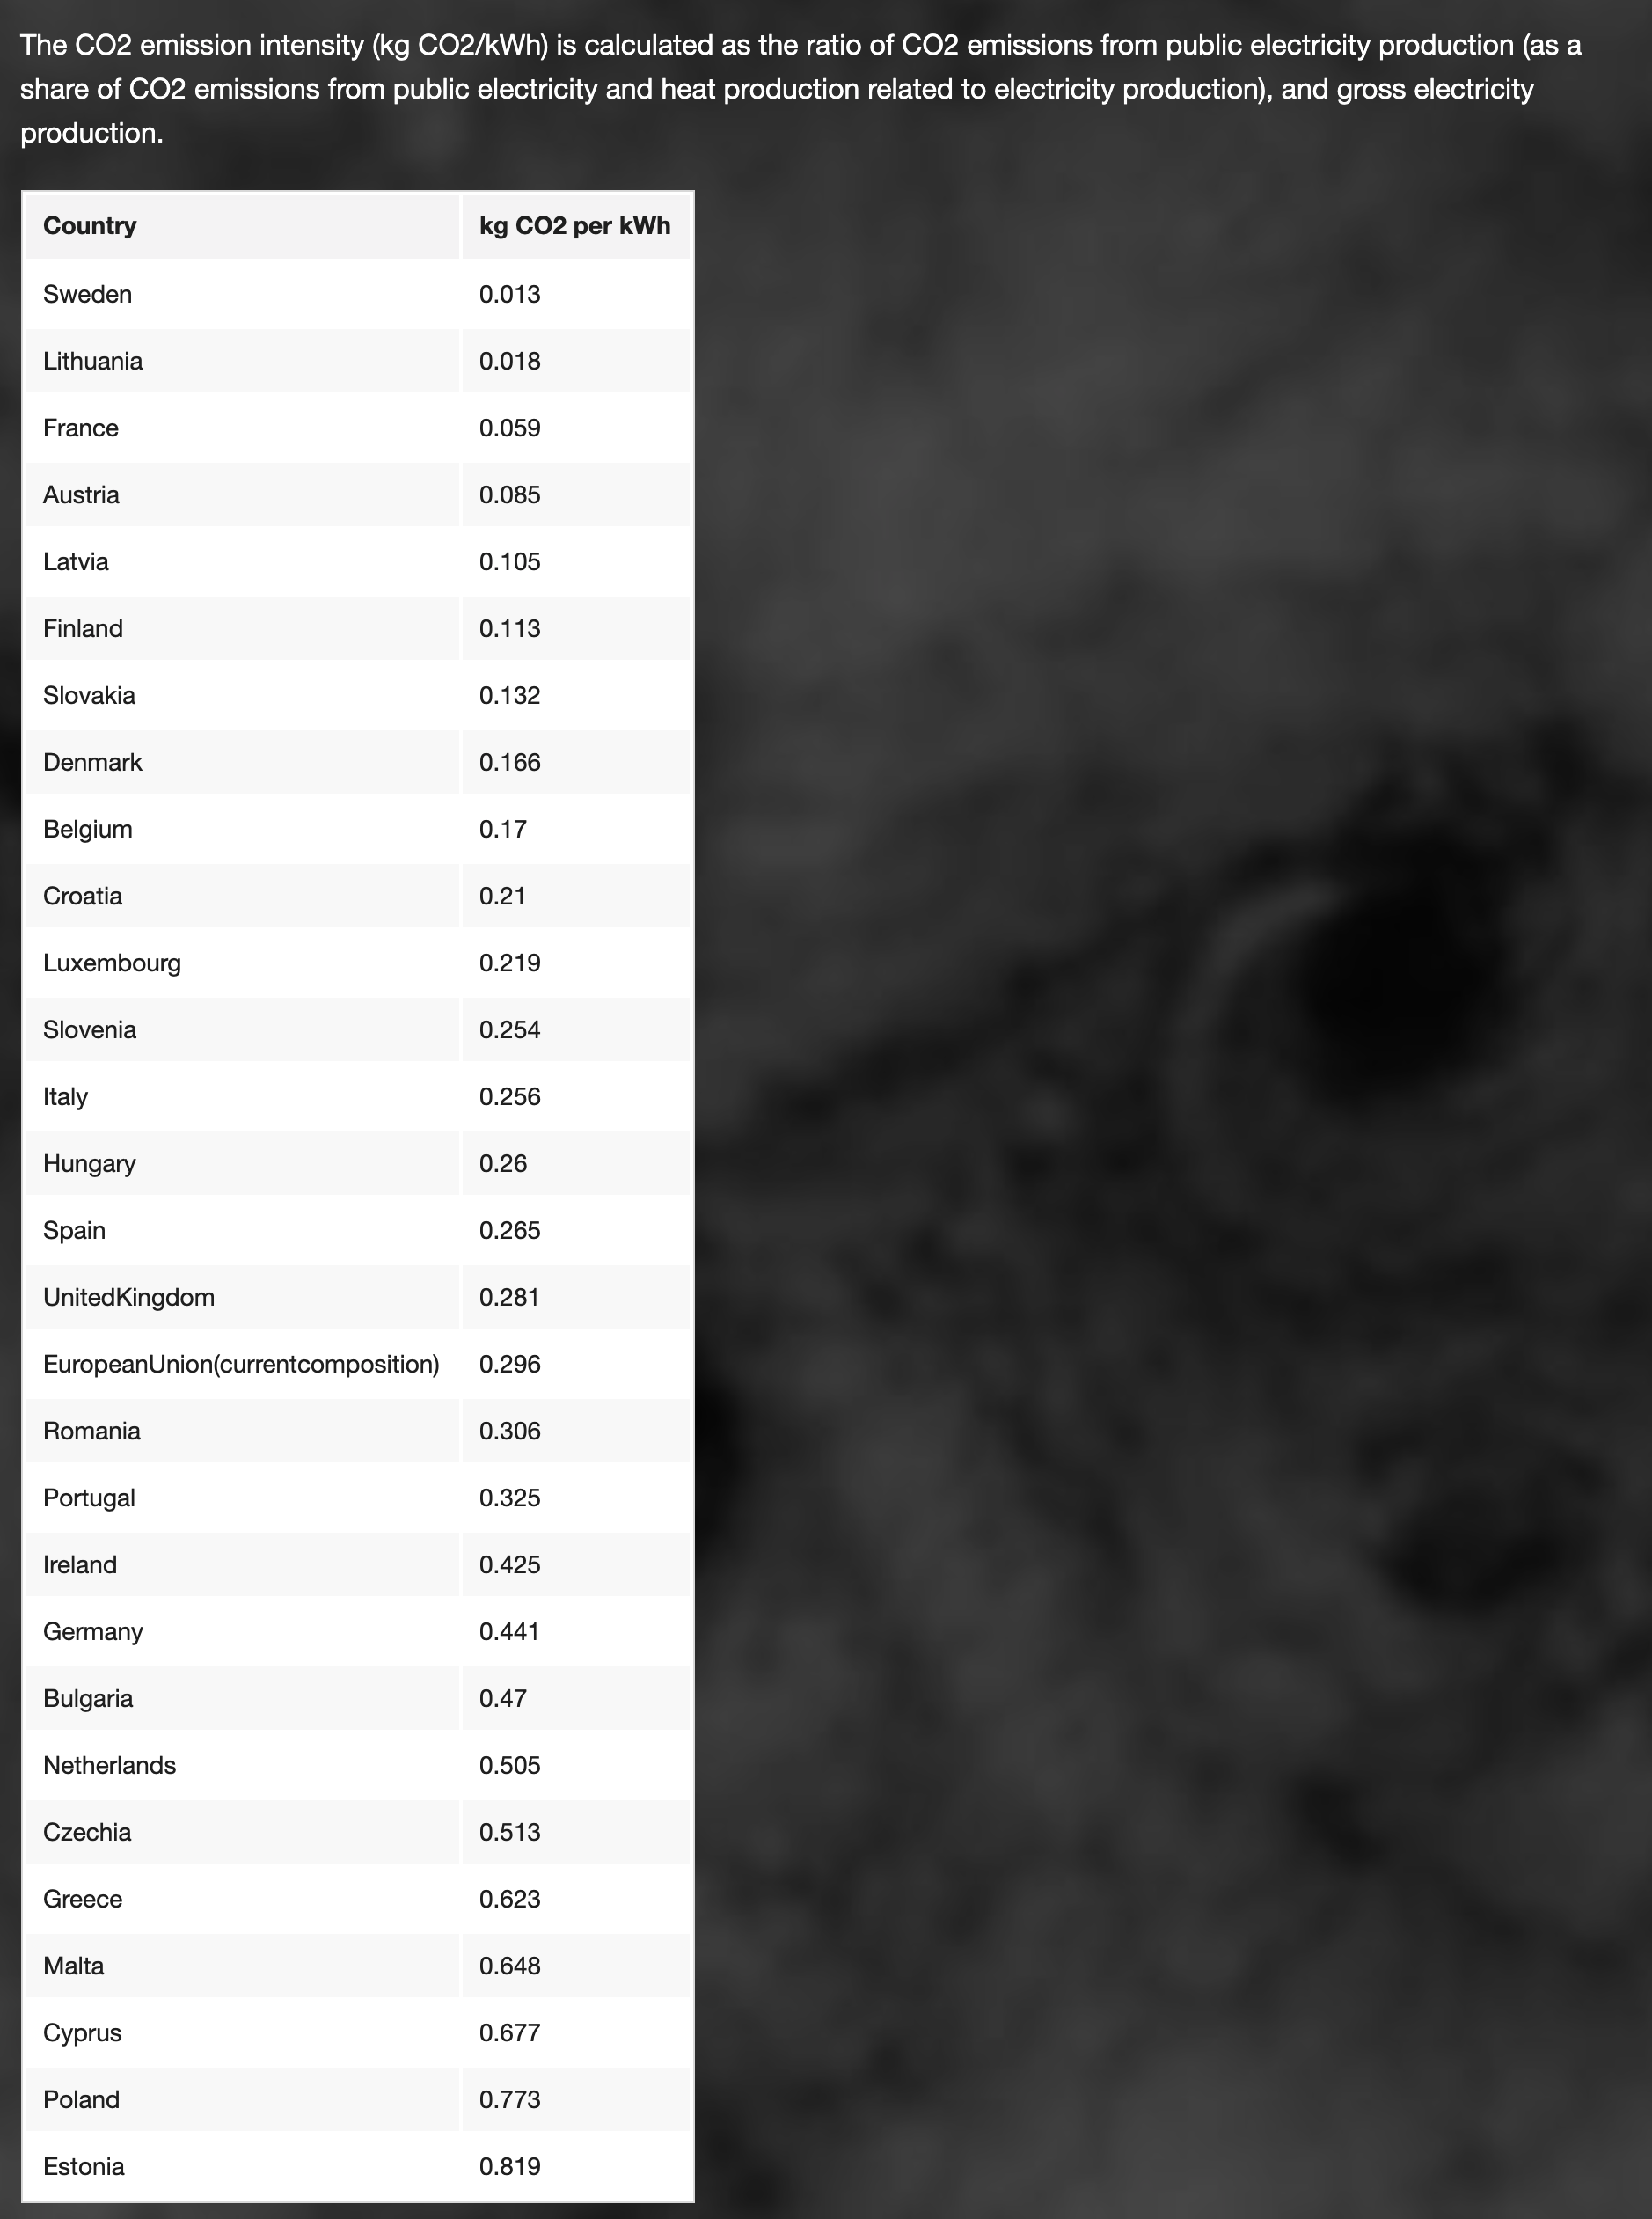 The CO2 emission intensity (kg CO2/kWh) is calculated as the ratio of CO2 emissions from public electricity production (as a
share of CO2 emissions from public electricity and heat production related to electricity production), and gross electricity
production.
Country kg CO2 per kWh
Sweden 0.013
Lithuania 0.018
France 0.059
Austria 0.085
Latvia 0.105
Finland 0.113
Slovakia 0.132
Denmark 0.166
Belgium 0.17
Croatia 0.21
Luxembourg 0.219
Slovenia 0.254
Italy 0.256
Hungary 0.26
Spain 0.265
UnitedKingdom 0.281
EuropeanUnion(currentcomposition) 0.296
Romania 0.306
Portugal 0.325
Ireland 0.425
Germany 0.441
Bulgaria 0.47
Netherlands 0.505
Czechia 0.513
Greece 0.623
Malta 0.648
Cyprus 0.677
Poland 0.773
Estonia 0.819